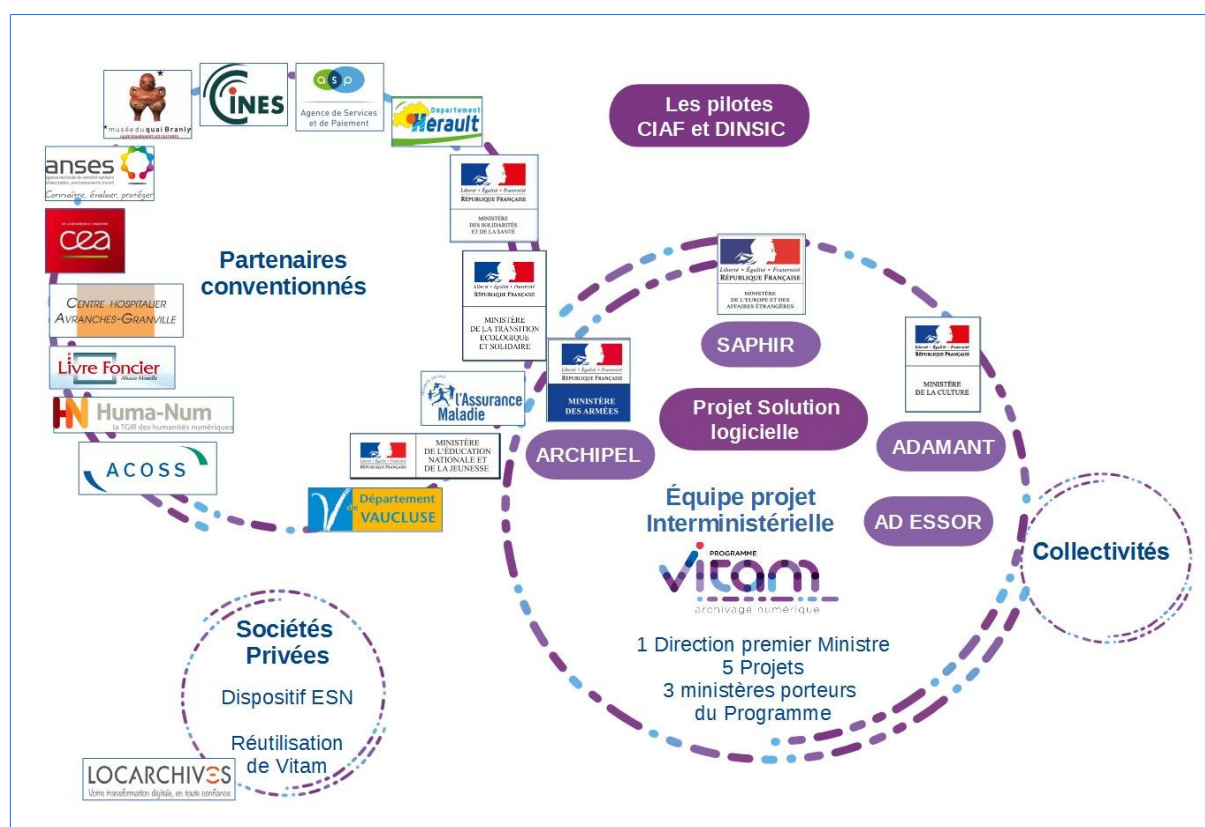 Les pilotes
CIAF et DINSIC
*
*musée du quai Branly
CINES
asp
Agence de Services
et de Paiement
Département
Hérault
anses
Connaître, évaluer, protéger
Liberté • Égalité • Fraternité
RÉPUBLIQUE FRANÇAISE
MINISTÈRE
DES SOLIDARITÉS
ET DE LA SANTÉ
cea
Partenaires
conventionnés
Liberté • Égalité • Fraternité
RÉPUBLIQUE FRANÇAISE
MINISTÈRE
DE LA TRANSITION
ÉCOLOGIQUE
ET SOLIDAIRE
CENTRE HOSPITALIER
AVRANCHES-GRANVILLE
Livre Foncier
Alsace Moselle
Huma-Num
la TGIR des humanités numériques
ACOSS
l'Assurance
Maladie
Liberté • Égalité • Fraternité
RÉPUBLIQUE FRANÇAISE
MINISTÈRE
DE L'ÉDUCATION
NATIONALE ET
DE LA JEUNESSE
Département
de VAUCLUSE
Liberté • Égalité • Fraternité
RÉPUBLIQUE FRANÇAISE
MINISTÈRE
DE L'EUROPE ET DES
AFFAIRES ÉTRANGÈRES
SAPHIR
Liberté • Égalité • Fraternité
RÉPUBLIQUE FRANÇAISE
MINISTÈRE
DES ARMÉES
ARCHIPEL
Projet Solution
logicielle
Liberté • Égalité • Fraternité
RÉPUBLIQUE FRANÇAISE
MINISTÈRE
DE LA CULTURE
ADAMANT
AD ESSOR
Équipe projet
Interministérielle
PROGRAMME
vitam
archivage numérique
1 Direction premier Ministre
5 Projets
3 ministères porteurs
du Programme
Collectivités
Sociétés
Privées
Dispositif ESN
Réutilisation
de Vitam
LOCARCHIVES
Votre transformation digitale, en toute confiance